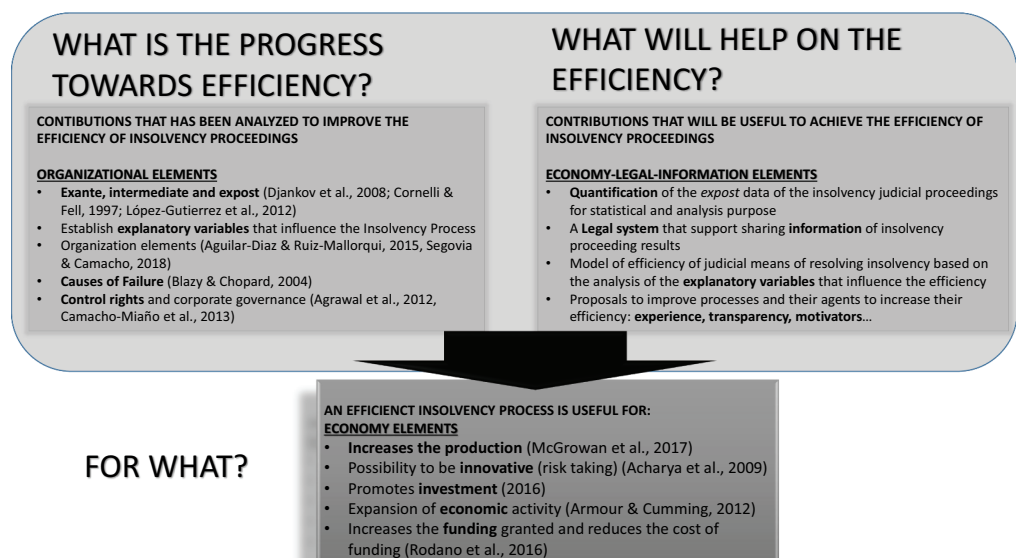 WHAT IS THE PROGRESS
TOWARDS EFFICIENCY?
CONTIBUTIONS THAT HAS BEEN ANALYZED TO IMPROVE THE
EFFICIENCY OF INSOLVENCY PROCEEDINGS
ORGANIZATIONAL ELEMENTS
• Exante, intermediate and expost (Djankov et al., 2008; Cornelli &
Fell, 1997; López-Gutierrez et al., 2012)
• Establish explanatory variables that influence the Insolvency Process
• Organization elements (Aguilar-Diaz & Ruiz-Mallorqui, 2015, Segovia
& Camacho, 2018)
• Causes of Failure (Blazy & Chopard, 2004)
• Control rights and corporate governance (Agrawal et al., 2012,
Camacho-Miaño et al., 2013)
WHAT WILL HELP ON THE
EFFICIENCY?
CONTRIBUTIONS THAT WILL BE USEFUL TO ACHIEVE THE EFFICIENCY OF
INSOLVENCY PROCEEDINGS
ECONOMY-LEGAL-INFORMATION ELEMENTS
• Quantification of the expost data of the insolvency judicial proceedings
for statistical and analysis purpose
• A Legal system that support sharing information of insolvency
proceeding results
• Model of efficiency of judicial means of resolving insolvency based on
the analysis of the explanatory variables that influence the efficiency
• Proposals to improve processes and their agents to increase their
efficiency: experience, transparency, motivators...
FOR WHAT?
AN EFFICIENCT INSOLVENCY PROCESS IS USEFUL FOR:
ECONOMY ELEMENTS
• Increases the production (McGrowan et al., 2017)
• Possibility to be innovative (risk taking) (Acharya et al., 2009)
• Promotes investment (2016)
• Expansion of economic activity (Armour & Cumming, 2012)
• Increases the funding granted and reduces the cost of
funding (Rodano et al., 2016)